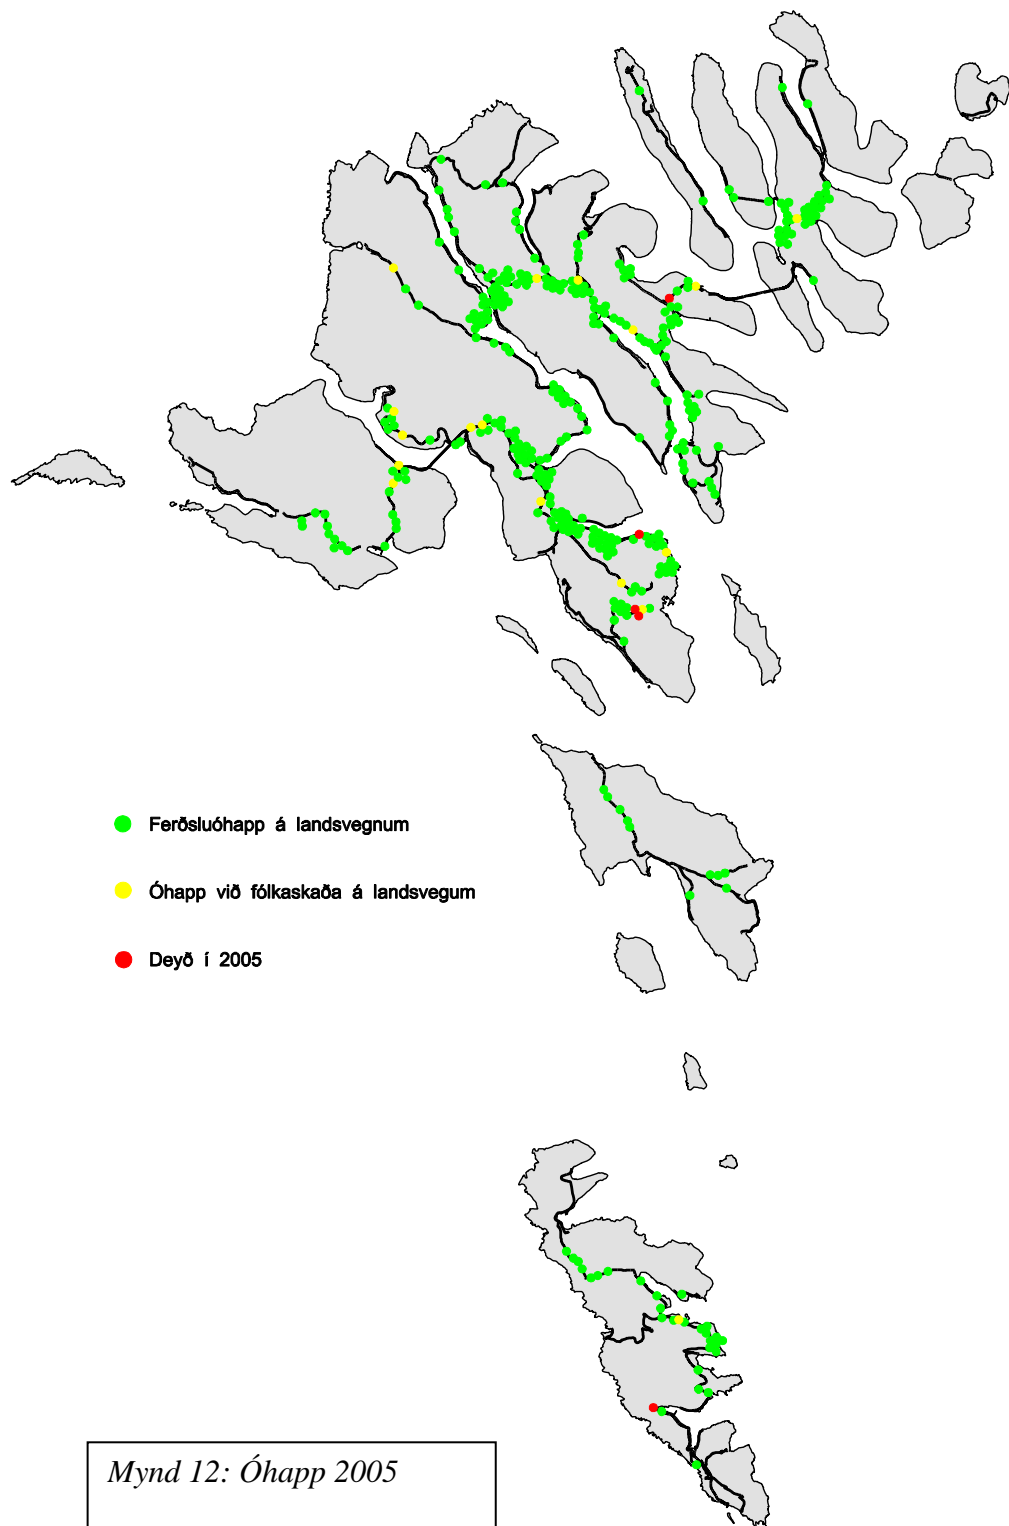 Ferðsluóhapp á landsvegnum
Óhapp við fólkaskaða á landsvegum
Deyð í 2005
Mynd 12: Óhapp 2005